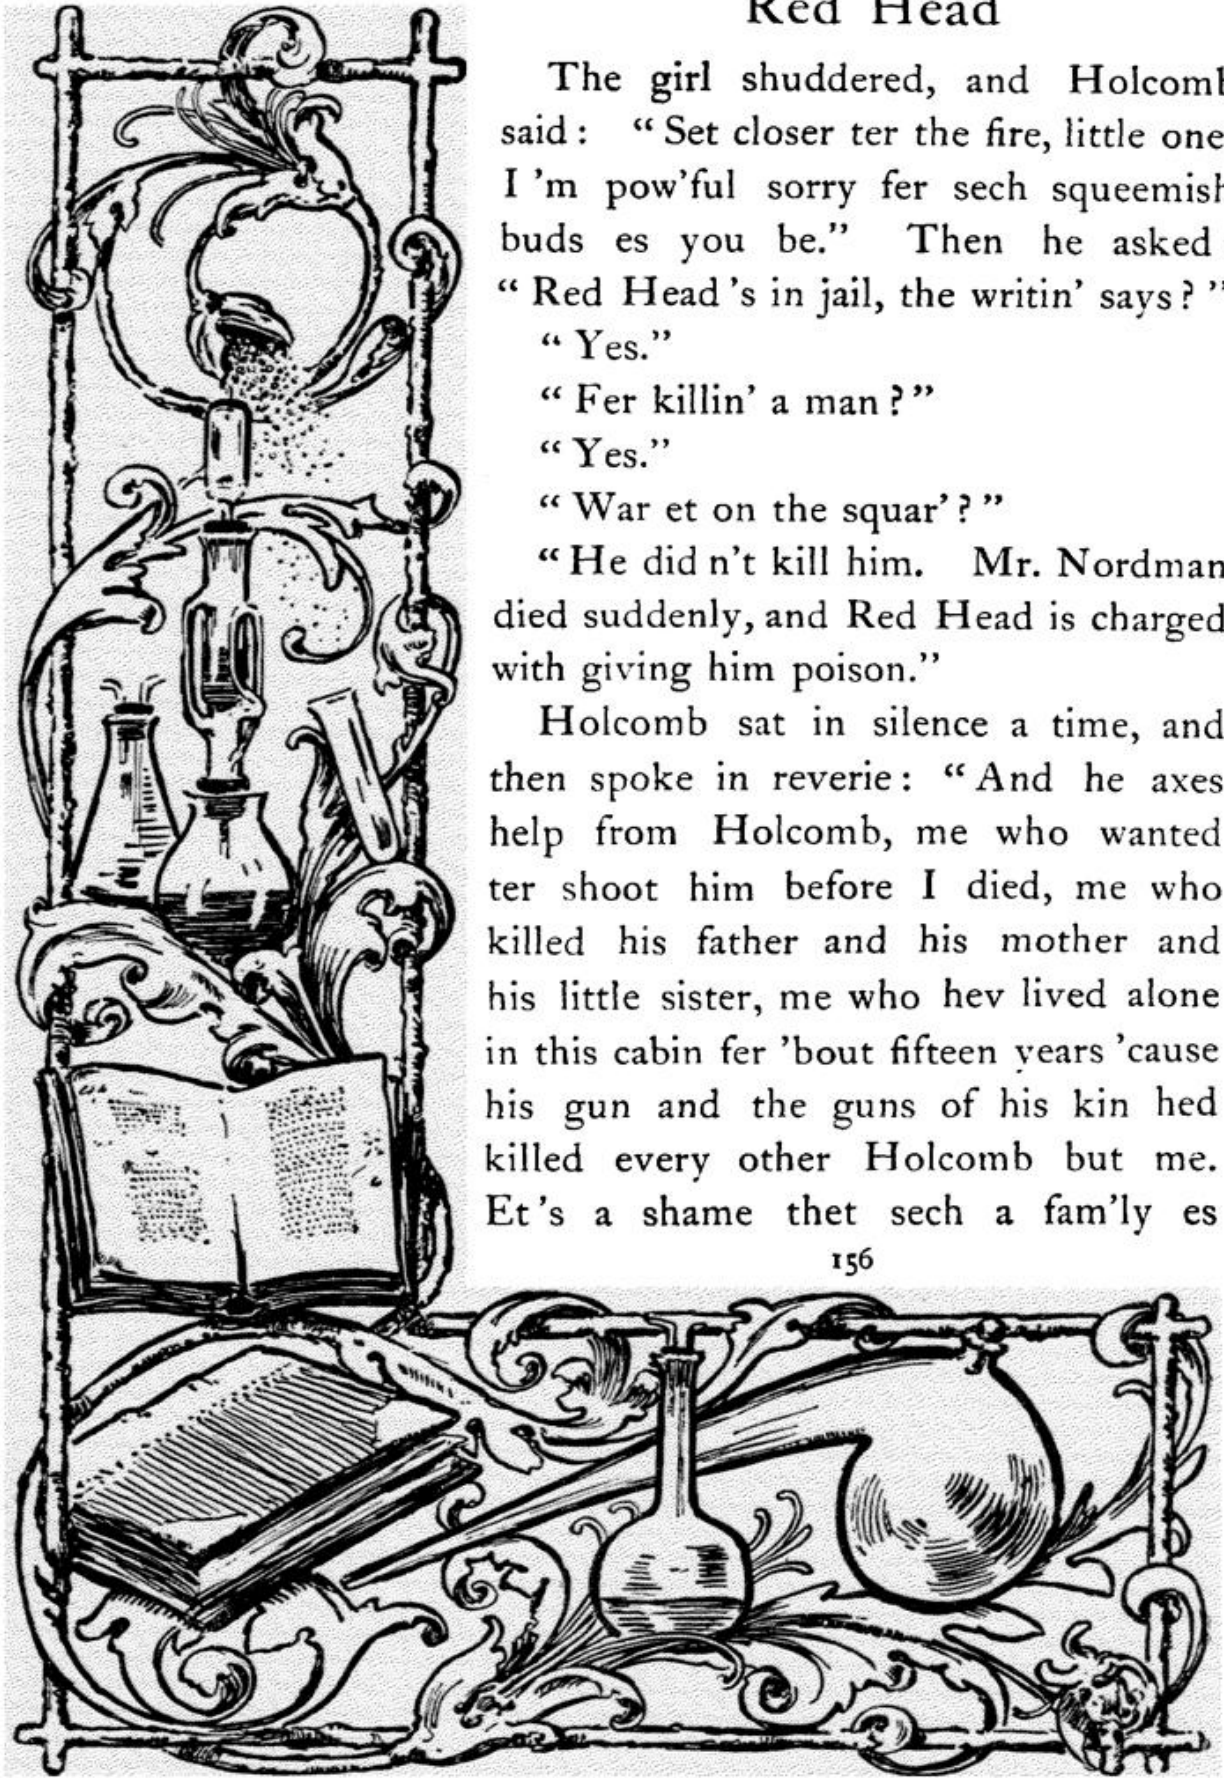 Red Head
The girl shuddered, and Holcomb
said: “Set closer ter the fire, little one
I 'm pow'ful sorry fer sech squeemish
buds es you be.” Then he asked
“Red Head 's in jail, the writin' says?”
“Yes.”
“Fer killin' a man?”
“Yes.”
“War et on the squar'?”
“He did n't kill him. Mr. Nordman
died suddenly, and Red Head is charged
with giving him poison.”
Holcomb sat in silence a time, and
then spoke in reverie: “And he axes
help from Holcomb, me who wanted
ter shoot him before I died, me who
killed his father and his mother and
his little sister, me who hev lived alone
in this cabin fer 'bout fifteen years 'cause
his gun and the guns of his kin hed
killed every other Holcomb but me.
Et 's a shame thet sech a fam'ly es
156